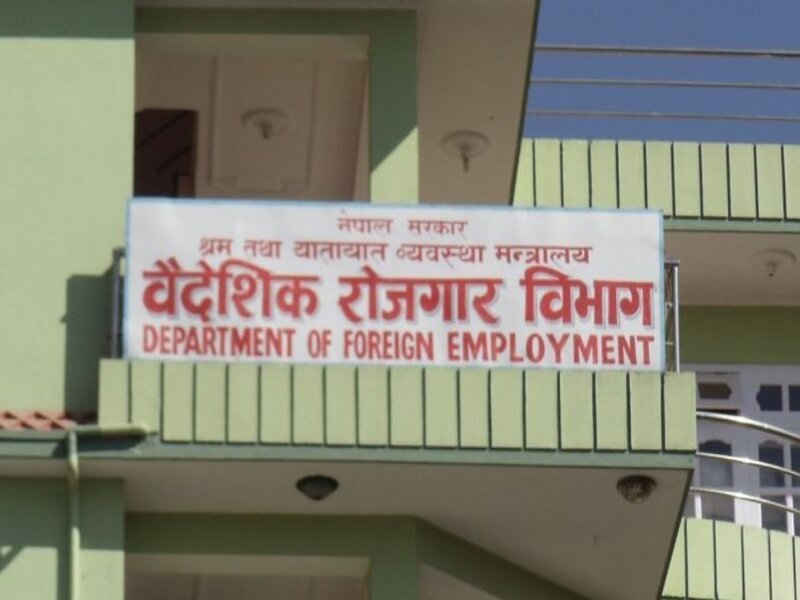 नेपाल सरकार
श्रम तथा यातायात व्यवस्था मन्त्रालय
वैदेशिक रोजगार विभाग
DEPARTMENT OF FOREIGN EMPLOYMENT